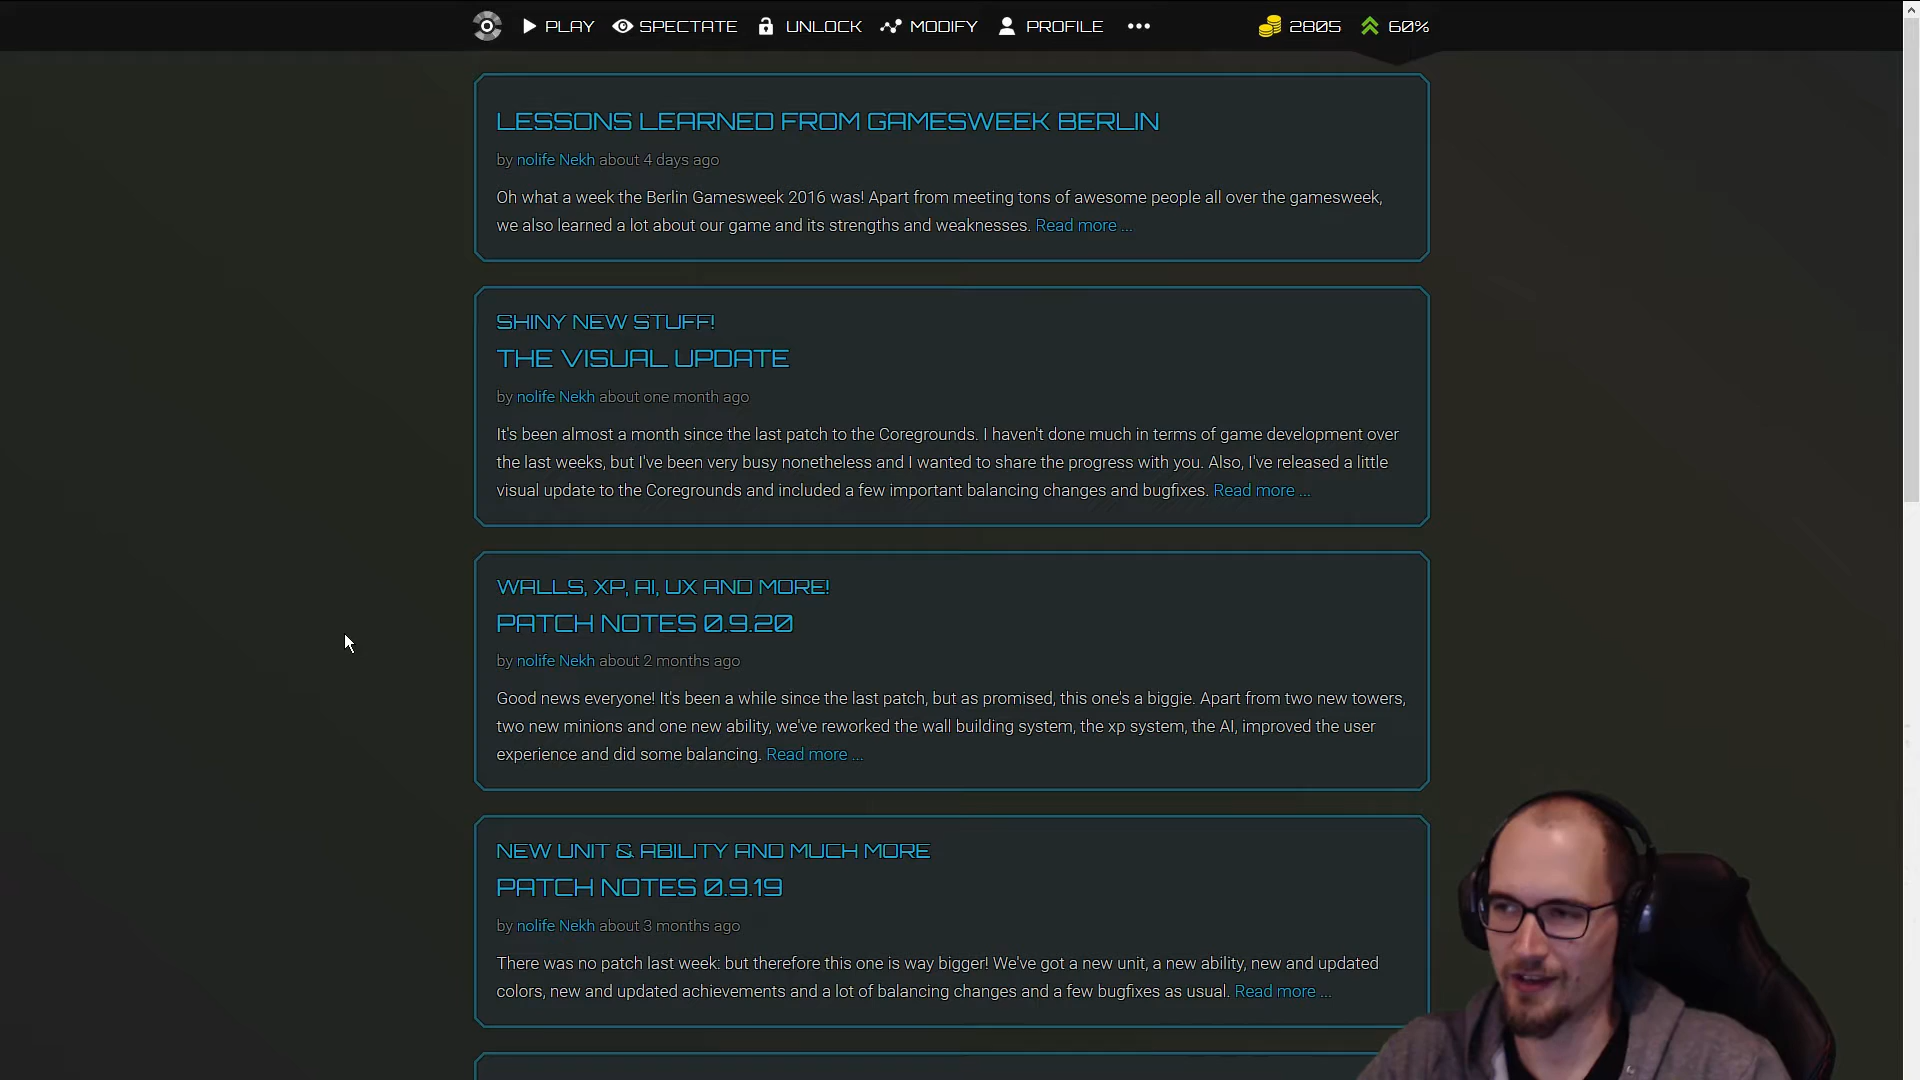 PLAY SPECTATE UNLOCK MODIFY PROFILE ••• 2805 60%
LESSONS LEARNED FROM GAMESWEEK BERLIN
by nolife Nekh about 4 days ago
Oh what a week the Berlin Gamesweek 2016 was! Apart from meeting tons of awesome people all over the gamesweek,
we also learned a lot about our game and its strengths and weaknesses. Read more ...
SHINY NEW STUFF!
THE VISUAL UPDATE
by nolife Nekh about one month ago
It's been almost a month since the last patch to the Coregrounds. I haven't done much in terms of game development over
the last weeks, but I've been very busy nonetheless and I wanted to share the progress with you. Also, I've released a little
visual update to the Coregrounds and included a few important balancing changes and bugfixes. Read more ...
WALLS, XP, AI, UX AND MORE!
PATCH NOTES 0.9.20
by nolife Nekh about 2 months ago
Good news everyone! It's been a while since the last patch, but as promised, this one's a biggie. Apart from two new towers,
two new minions and one new ability, we've reworked the wall building system, the xp system, the AI, improved the user
experience and did some balancing. Read more ...
NEW UNIT & ABILITY AND MUCH MORE
PATCH NOTES 0.9.19
by nolife Nekh about 3 months ago
There was no patch last week: but therefore this one is way bigger! We've got a new unit, a new ability, new and updated
colors, new and updated achievements and a lot of balancing changes and a few bugfixes as usual. Read more ...